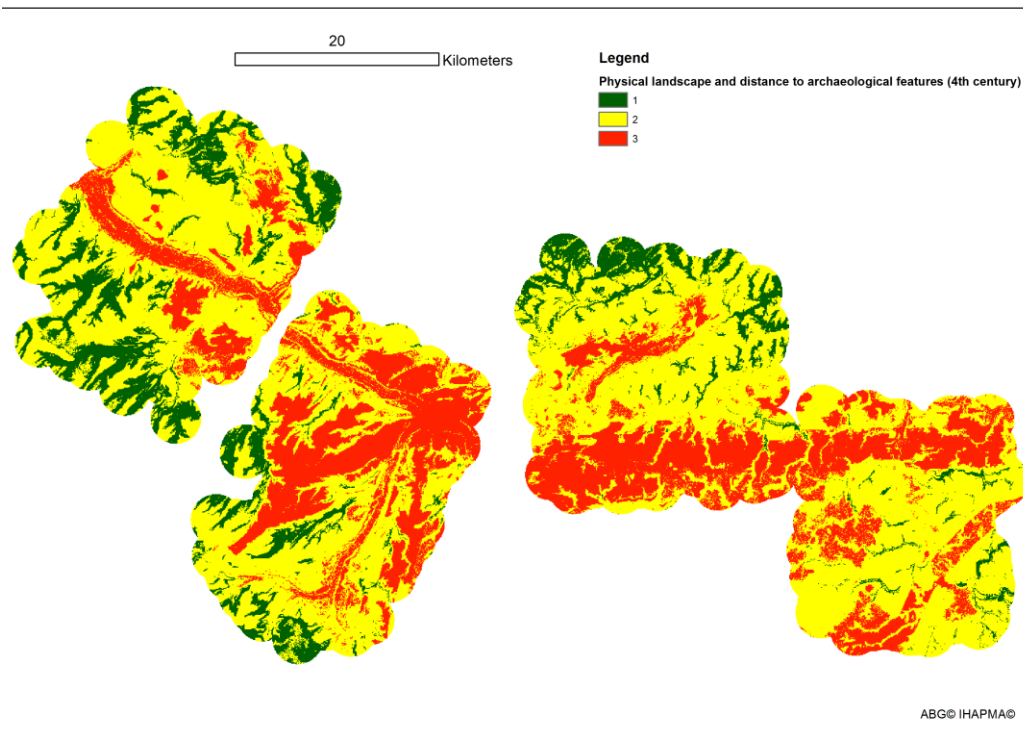 20
Kilometers
Legend
Physical landscape and distance to archaeological features (4th century)
1
2
3
ABG© IHAPMA©